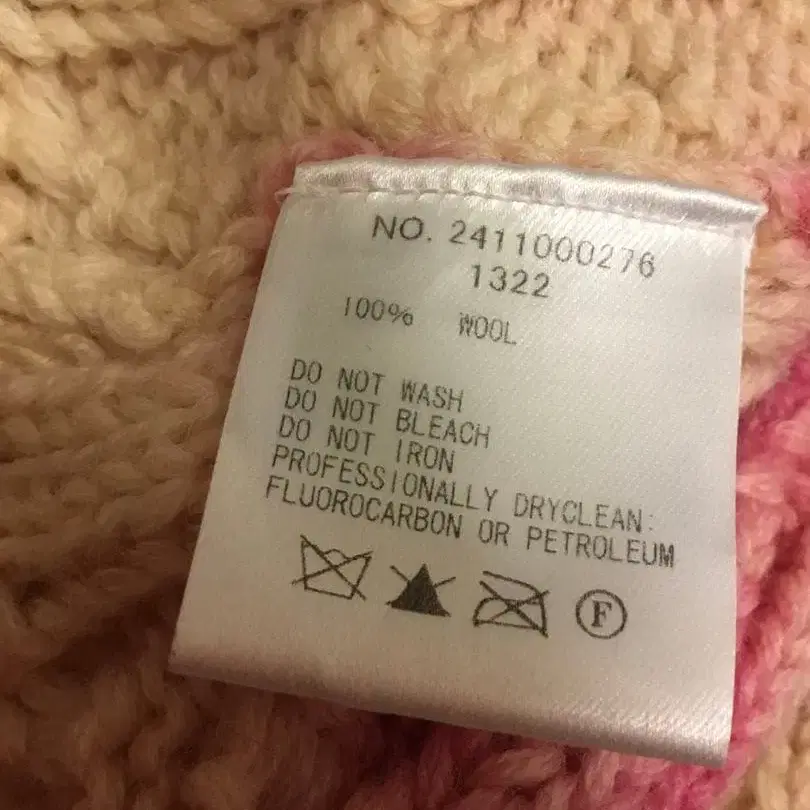 NO. 2411000276
1322
100% WOOL
DO NOT WASH
DO NOT BLEACH
DO NOT IRON
PROFESSIONALLY DRYCLEAN:
FLUOROCARBON OR PETROLEUM
F